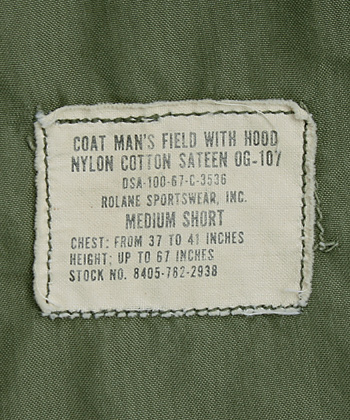 COAT MAN'S FIELD WITH HOOD
NYLON COTTON SATEEN OG-107
DSA-100-67-C-3536
ROLANE SPORTSWEAR, INC.
MEDIUM SHORT
CHEST: FROM 37 TO 41 INCHES
HEIGHT: UP TO 67 INCHES
STOCK NO. 8405-782-2938